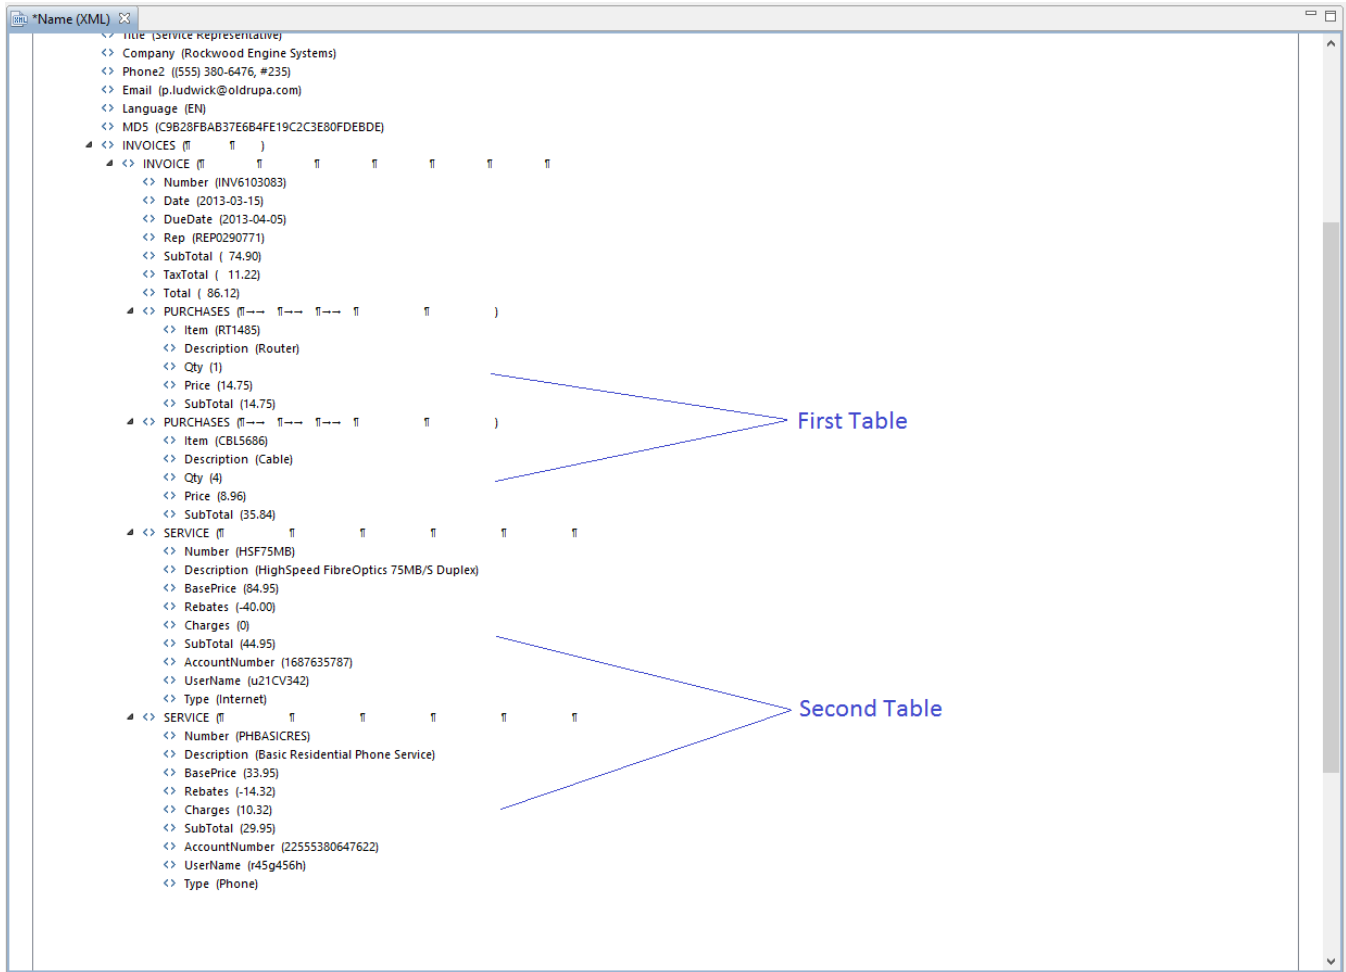 *Name (XML)
Title (Service Representative)
Company (Rockwood Engine Systems)
Phone2 ((555) 380-6476, #235)
Email (p.ludwick@oldrupa.com)
Language (EN)
MD5 (C9B28FBAB37E6B4FE19C2C3E80FDEBDE)
INVOICES (¶ ¶ )
INVOICE (¶ ¶ ¶ ¶ ¶ ¶ ¶
Number (INV6103083)
Date (2013-03-15)
DueDate (2013-04-05)
Rep (REP0290771)
SubTotal ( 74.90)
TaxTotal ( 11.22)
Total ( 86.12)
PURCHASES (¶→→ ¶→→ ¶→→ ¶ ¶ )
Item (RT1485)
Description (Router)
Qty (1)
Price (14.75)
SubTotal (14.75)
First Table
PURCHASES (¶→→ ¶→→ ¶→→ ¶ ¶ )
Item (CBL5686)
Description (Cable)
Qty (4)
Price (8.96)
SubTotal (35.84)
SERVICE (¶ ¶ ¶ ¶ ¶ ¶
Number (HSF75MB)
Description (HighSpeed FibreOptics 75MB/S Duplex)
BasePrice (84.95)
Rebates (-40.00)
Charges (0)
SubTotal (44.95)
AccountNumber (1687635787)
UserName (u21CV342)
Type (Internet)
Second Table
SERVICE (¶ ¶ ¶ ¶ ¶ ¶
Number (PHBASICRES)
Description (Basic Residential Phone Service)
BasePrice (33.95)
Rebates (-14.32)
Charges (10.32)
SubTotal (29.95)
AccountNumber (22555380647622)
UserName (r45g456h)
Type (Phone)